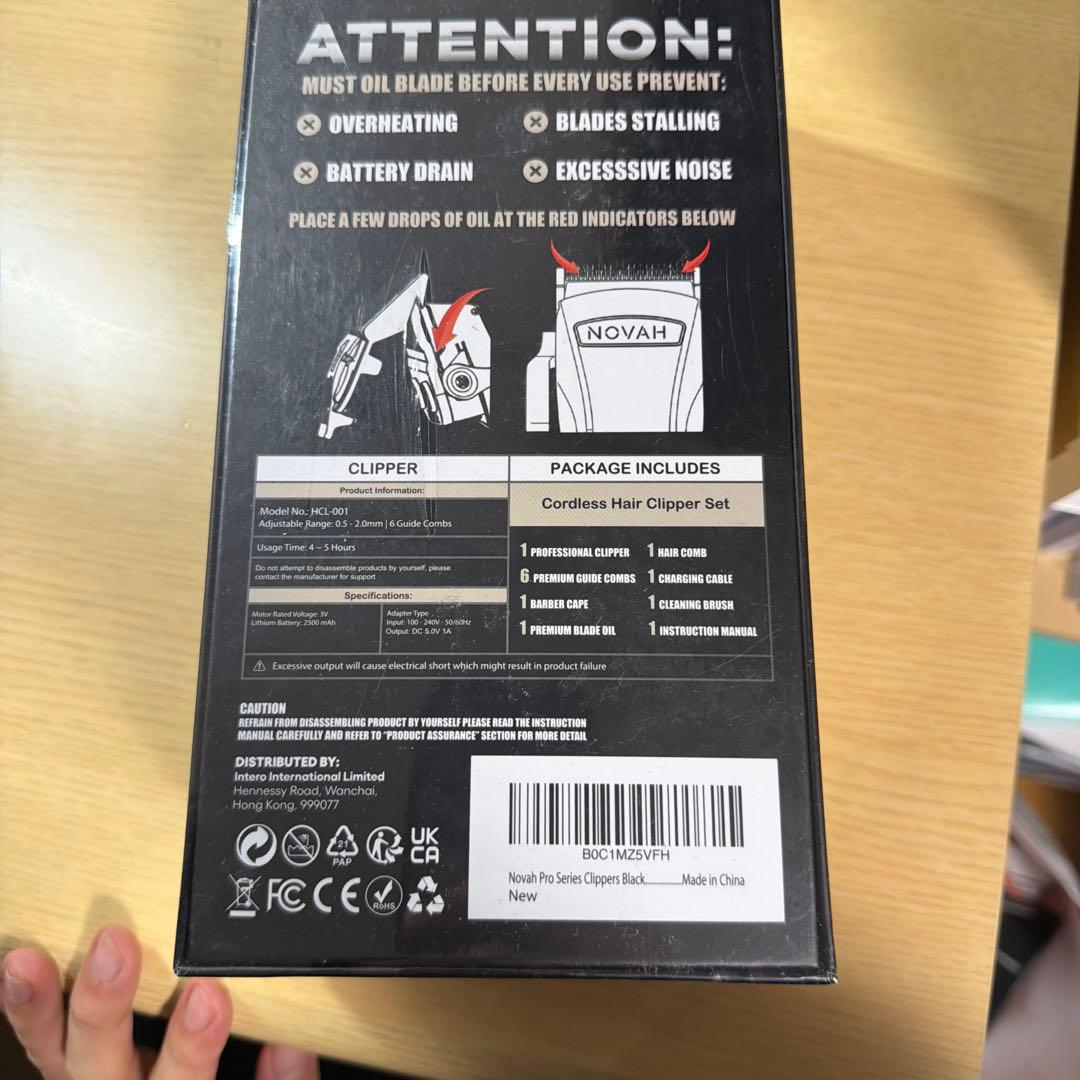 ATTENTION:
MUST OIL BLADE BEFORE EVERY USE PREVENT:
OVERHEATING
BLADES STALLING
BATTERY DRAIN
EXCESSSIVE NOISE
PLACE A FEW DROPS OF OIL AT THE RED INDICATORS BELOW
NOVAH
CLIPPER
Product Information:
Model No.: HCL-001
Adjustable Range: 0.5 - 2.0mm | 6 Guide Combs
Usage Time: 4 ~ 5 Hours
Do not attempt to disassemble products by yourself, please
contact the manufacturer for support
Specifications:
Motor Rated Voltage: 3V
Lithium Battery: 2500 mAh
Adapter Type
Input: 100 - 240V - 50/60Hz
Output: DC 5.0V 1A
PACKAGE INCLUDES
Cordless Hair Clipper Set
1 PROFESSIONAL CLIPPER
1 HAIR COMB
6 PREMIUM GUIDE COMBS
1 CHARGING CABLE
1 BARBER CAPE
1 CLEANING BRUSH
1 PREMIUM BLADE OIL
1 INSTRUCTION MANUAL
Excessive output will cause electrical short which might result in product failure
CAUTION
REFRAIN FROM DISASSEMBLING PRODUCT BY YOURSELF PLEASE READ THE INSTRUCTION
MANUAL CAREFULLY AND REFER TO "PRODUCT ASSURANCE" SECTION FOR MORE DETAIL
DISTRIBUTED BY:
Intero International Limited
Hennessy Road, Wanchai,
Hong Kong, 999077
21
PAP
UK
CA
FC CE RoHS
B0C1MZ5VFH
Novah Pro Series Clippers Black...............Made in China
New